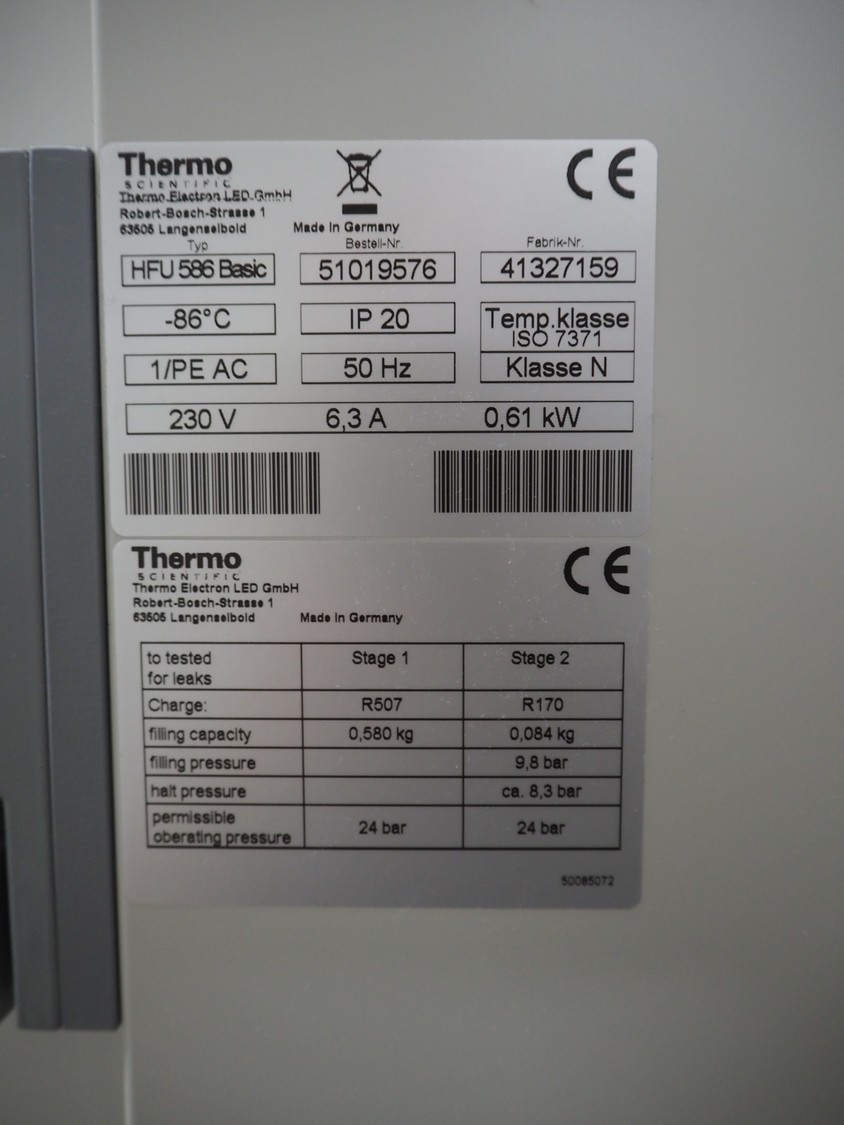 Thermo
SCIENTIFIC
Thermo Electron LED GmbH
Robert-Bosch-Strasse 1
63505 Langenselbold
Made in Germany
Typ
Bestell-Nr.
Fabrik-Nr.
HFU 586 Basic
51019576
41327159
-86°C
IP 20
Temp.klasse
ISO 7371
1/PE AC
50 Hz
Klasse N
230 V 6,3 A 0,61 kW
CE
Thermo
SCIENTIFIC
Thermo Electron LED GmbH
Robert-Bosch-Strasse 1
63505 Langenselbold
Made in Germany
CE
to tested
for leaks
Stage 1
Stage 2
Charge: R507 R170
filling capacity 0,580 kg 0,084 kg
filling pressure 9,8 bar
halt pressure ca. 8,3 bar
permissible
oberating pressure
24 bar
24 bar
50085072